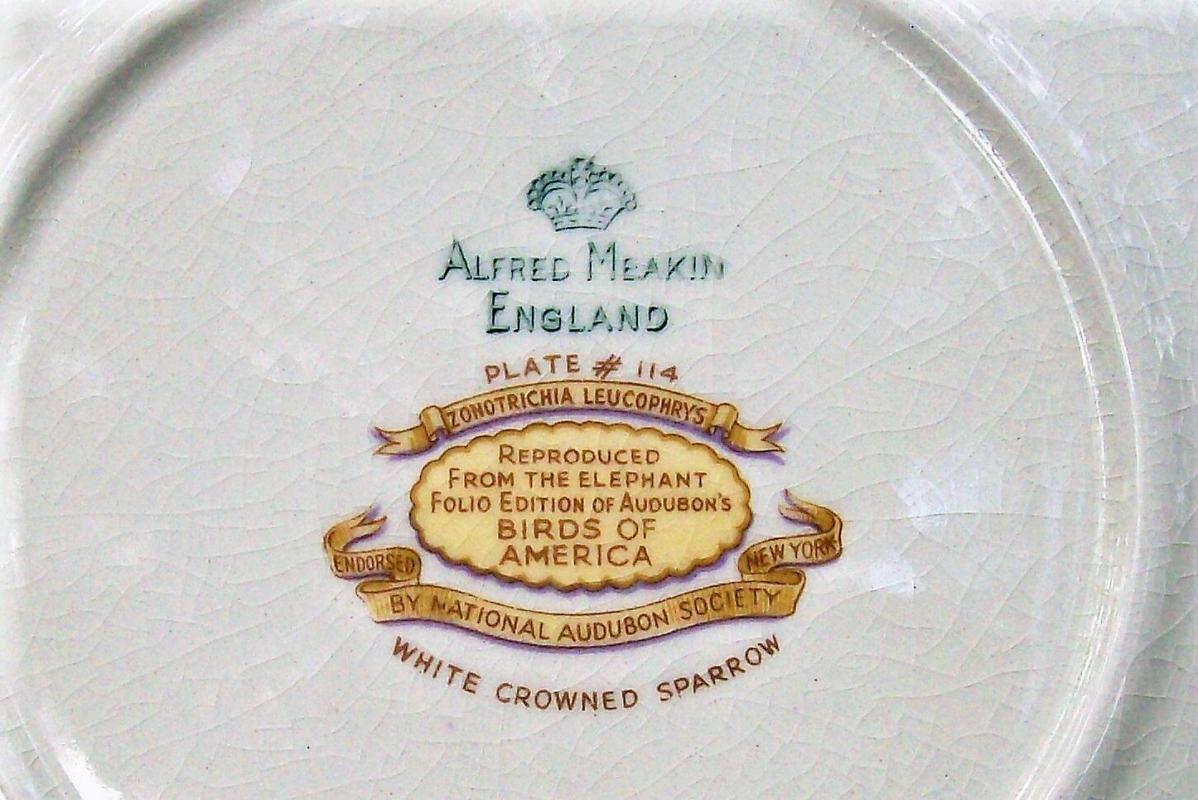 ALFRED MEAKIN
ENGLAND
PLATE # 114
ZONOTRICHIA LEUCOPHRYS
REPRODUCED
FROM THE ELEPHANT
FOLIO EDITION OF AUDUBON'S
BIRDS OF
AMERICA
ENDORSED
BY NATIONAL AUDUBON SOCIETY
NEW YORK
WHITE CROWNED SPARROW